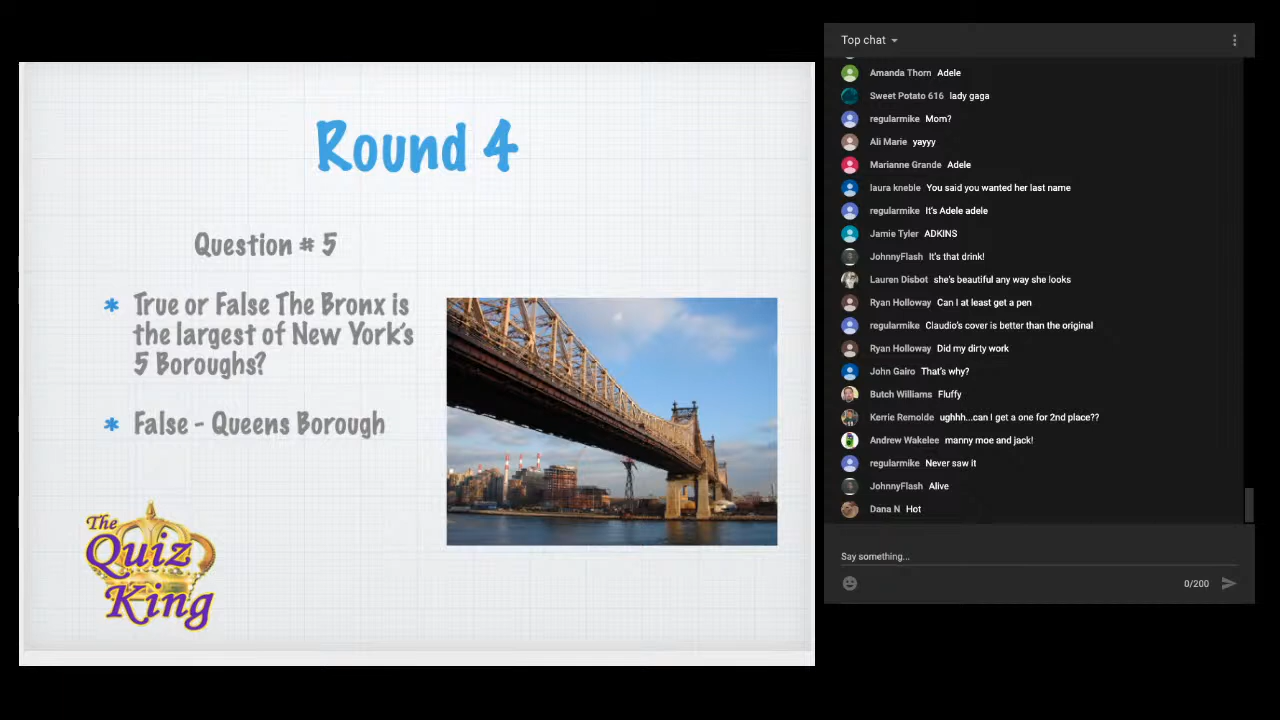 Round 4
Question # 5
True or False The Bronx is
the largest of New York's
5 Boroughs?
False - Queens Borough
The
Quiz
King
Top chat
Amanda Thorn Adele
Sweet Potato 616 lady gaga
regularmike Mom?
Ali Marie yayyy
Marianne Grande Adele
laura kneble You said you wanted her last name
regularmike It's Adele adele
Jamie Tyler ADKINS
JohnnyFlash It's that drink!
Lauren Disbot she's beautiful any way she looks
Ryan Holloway Can I at least get a pen
regularmike Claudio's cover is better than the original
Ryan Holloway Did my dirty work
John Gairo That's why?
Butch Williams Fluffy
Kerrie Remolde ughhh...can I get a one for 2nd place??
Andrew Wakelee manny moe and jack!
regularmike Never saw it
JohnnyFlash Alive
Dana N Hot
Say something...
0/200